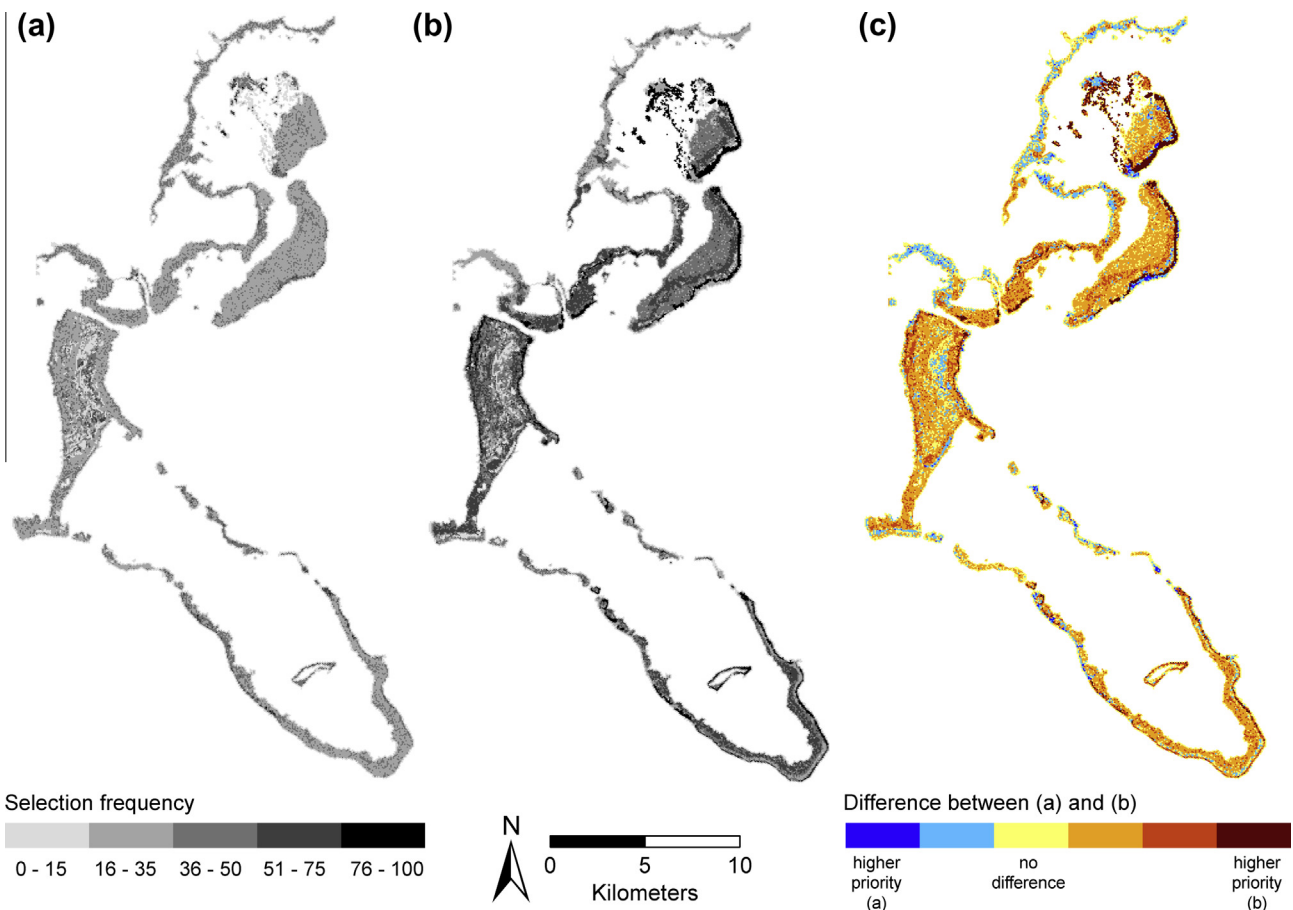 (a) (b) (c)
Selection frequency
0 - 15 16 - 35 36 - 50 51 - 75 76 - 100
N
0 5 10
Kilometers
Difference between (a) and (b)
higher priority (a)
no difference
higher priority (b)